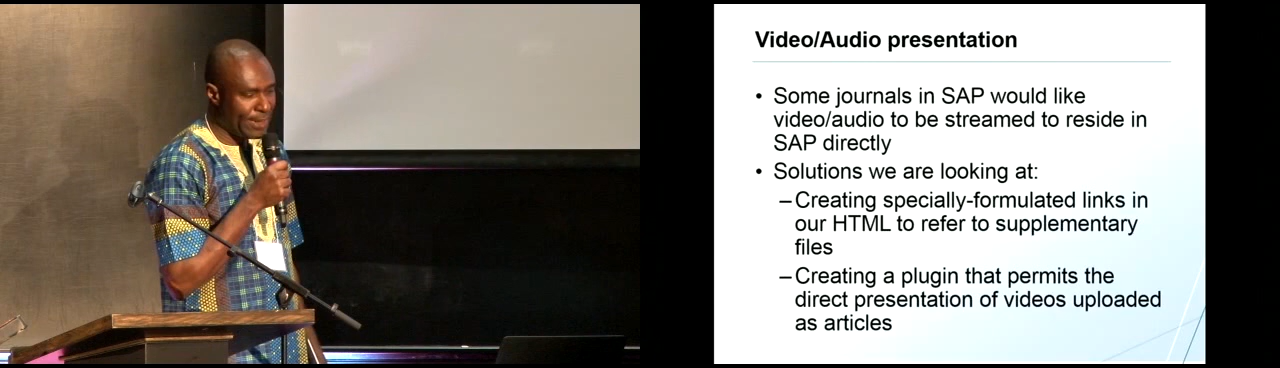 Video/Audio presentation
• Some journals in SAP would like
video/audio to be streamed to reside in
SAP directly
• Solutions we are looking at:
–Creating specially-formulated links in
our HTML to refer to supplementary
files
–Creating a plugin that permits the
direct presentation of videos uploaded
as articles